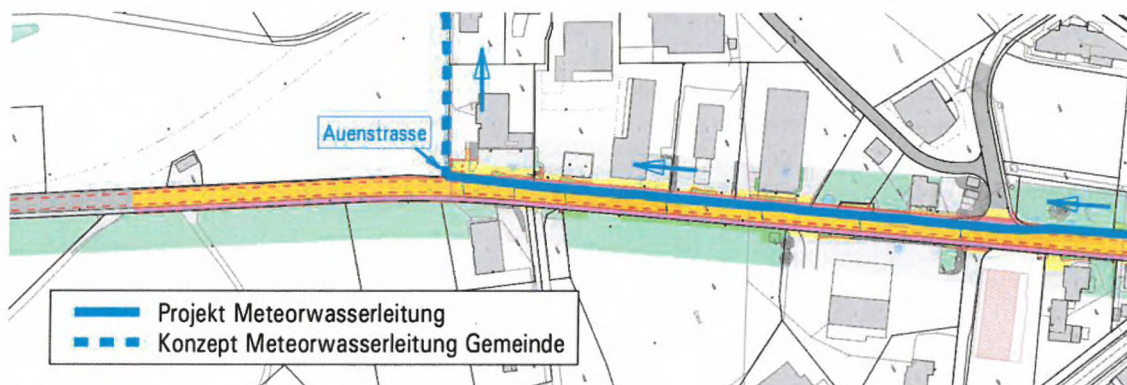 Auenstrasse
Projekt Meteorwasserleitung
Konzept Meteorwasserleitung Gemeinde